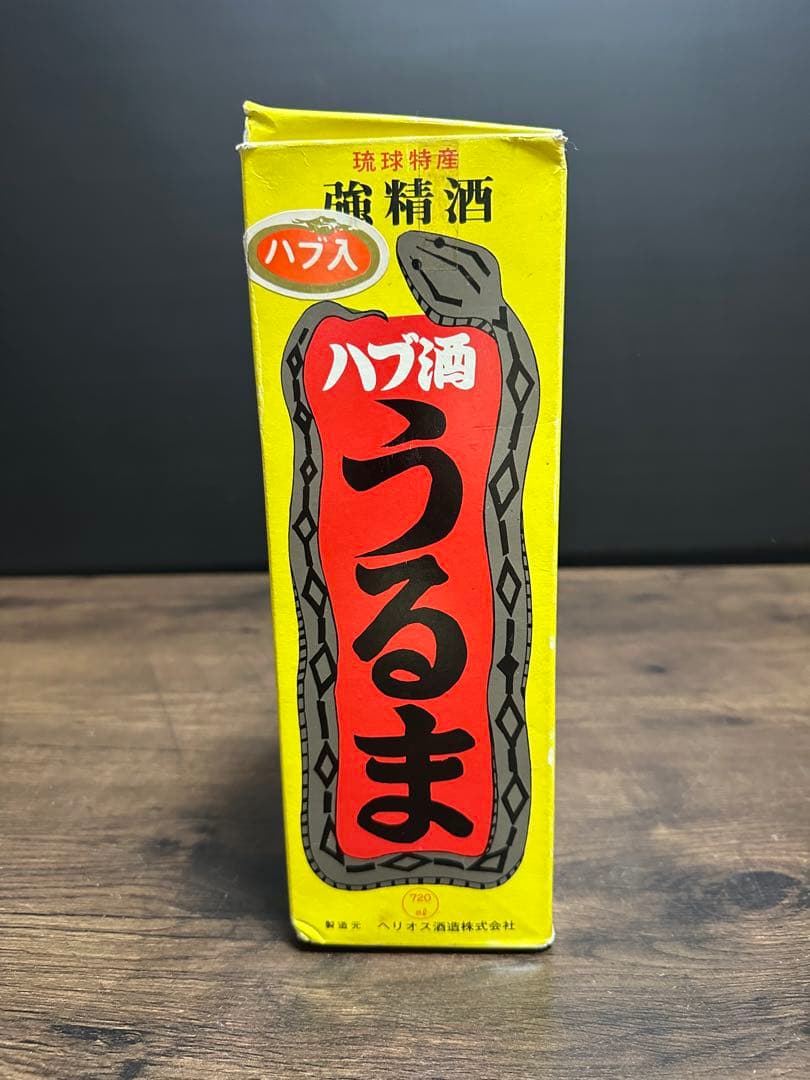 琉球特産
強精酒
ハブ入
ハブ酒
うるま
720
ml
製造元 ヘリオス酒造株式会社